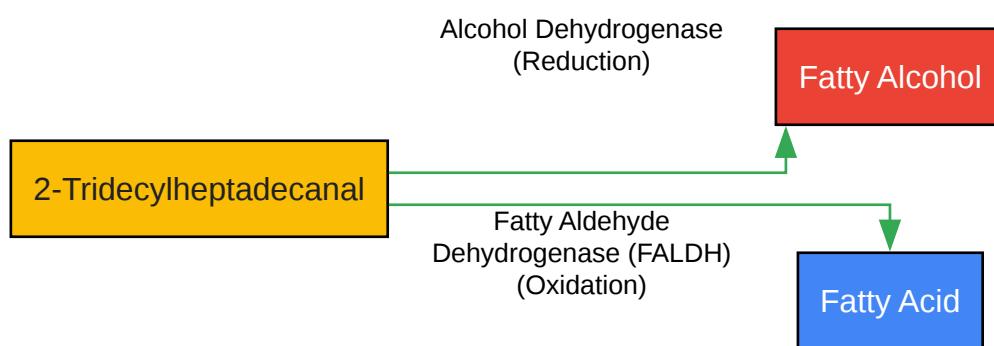 Alcohol Dehydrogenase
(Reduction)
Fatty Alcohol
2-Tridecylheptadecanal
Fatty Aldehyde
Dehydrogenase (FALDH)
(Oxidation)
Fatty Acid